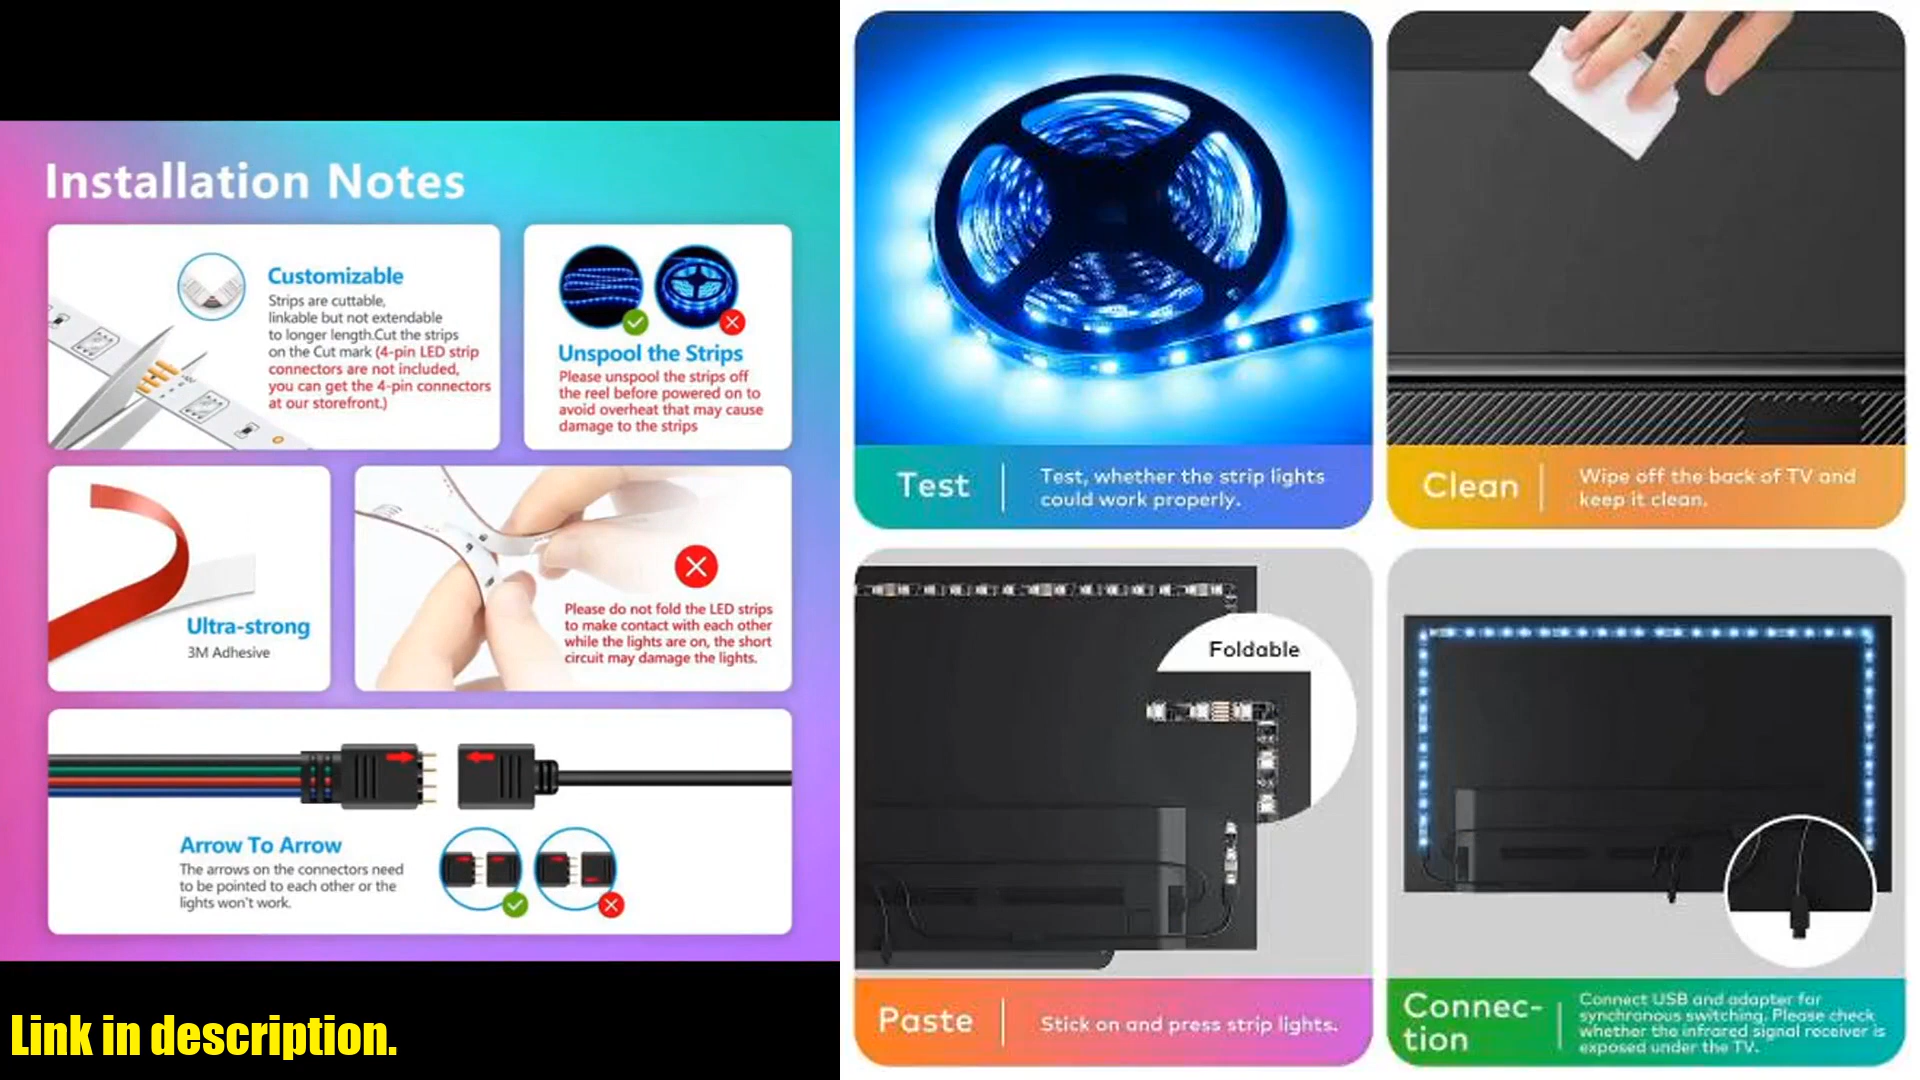 Installation Notes
Customizable
Strips are cuttable,
linkable but not extendable
to longer length.Cut the strips
on the Cut mark (4-pin LED strip
connectors are not included,
you can get the 4-pin connectors
at our storefront.)
Unspool the Strips
Please unspool the strips off
the reel before powered on to
avoid overheat that may cause
damage to the strips
Ultra-strong
3M Adhesive
Please do not fold the LED strips
to make contact with each other
while the lights are on, the short
circuit may damage the lights.
Arrow To Arrow
The arrows on the connectors need
to be pointed to each other or the
lights won't work.
Link in description.
Test
Test, whether the strip lights
could work properly.
Clean
Wipe off the back of TV and
keep it clean.
Foldable
Paste
Stick on and press strip lights.
Connec-
tion
Connect USB and adapter for
synchronous switching. Please check
whether the infrared signal receiver is
exposed under the TV.